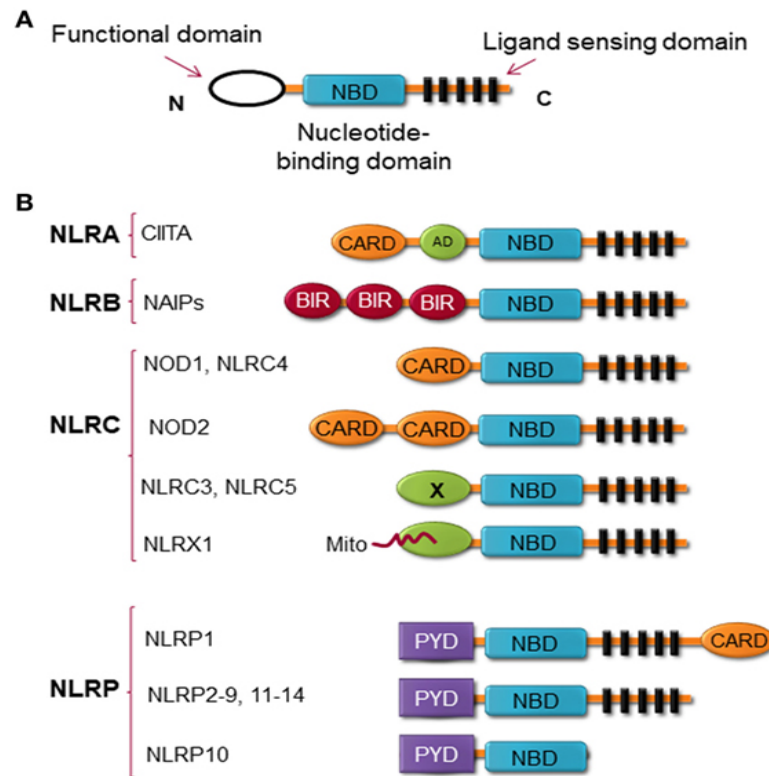 A
Functional domain
Ligand sensing domain
NBD
N
C
Nucleotide-
binding domain
B
NLRA
CIITA
CARD
AD
NBD
NLRB
NAIPs
BIR
BIR
BIR
NBD
NLRC
NOD1, NLRC4
CARD
NBD
NOD2
CARD
CARD
NBD
NLRC3, NLRC5
X
NBD
NLRX1
Mito
NBD
NLRP
NLRP1
PYD
NBD
CARD
NLRP2-9, 11-14
PYD
NBD
NLRP10
PYD
NBD